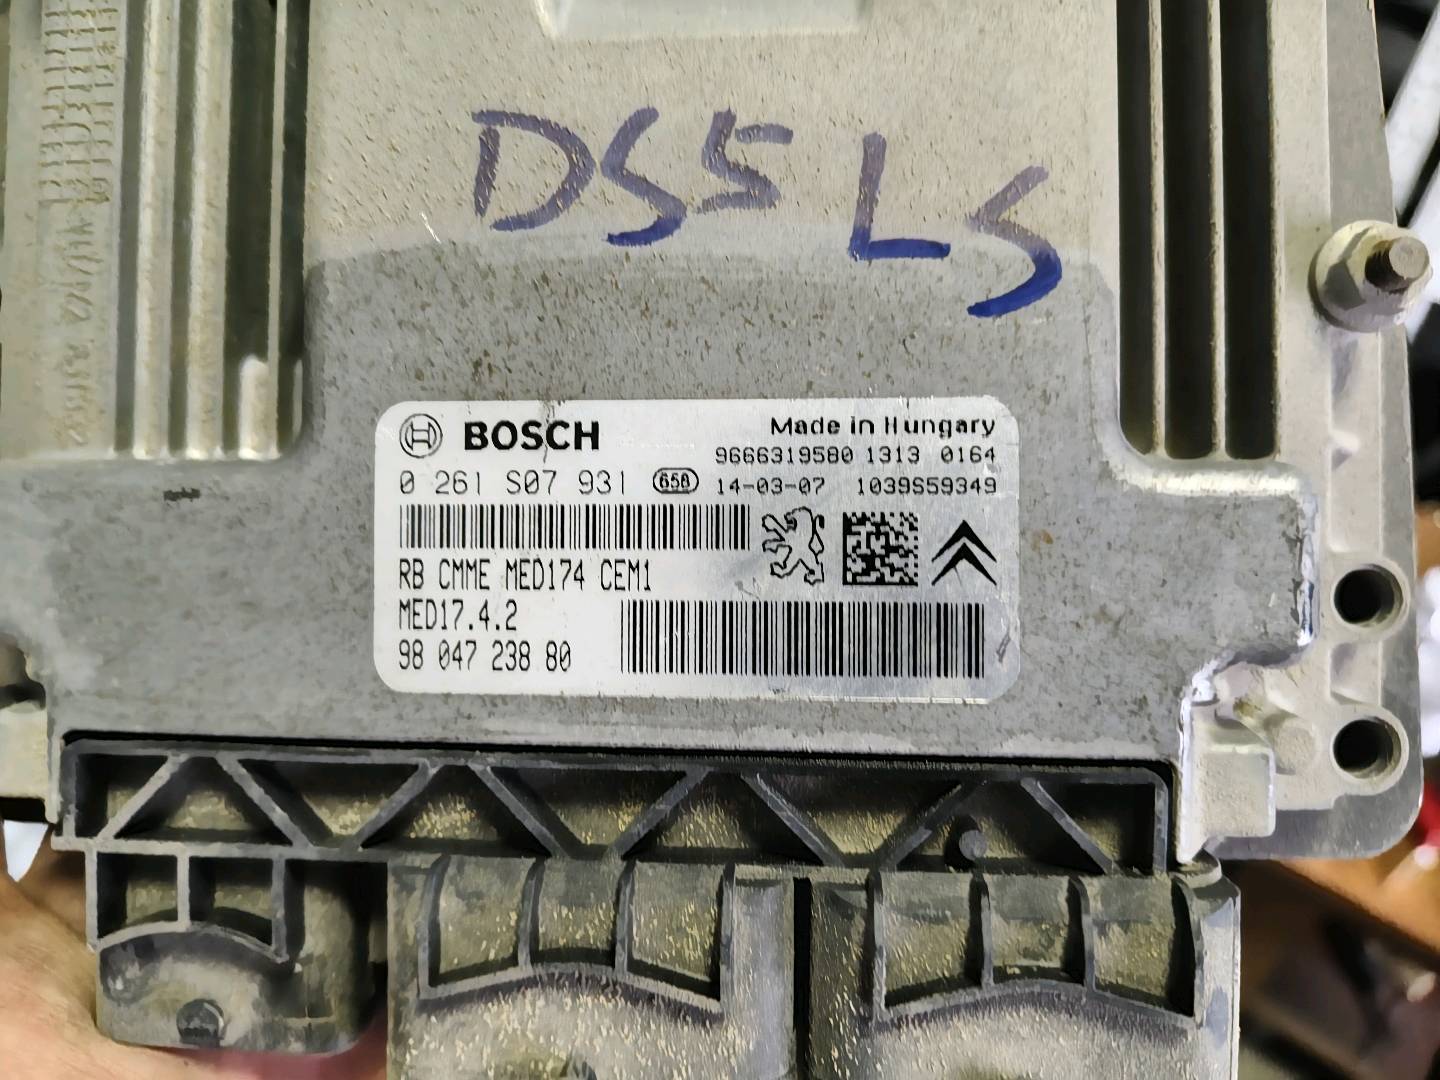 DS5 LS
BOSCH
Made in Hungary
9666319580 1313 0164
0 261 S07 931 658 14-03-07 1039S59349
RB CMME MED174 CEM1
MED17.4.2
98 047 238 80